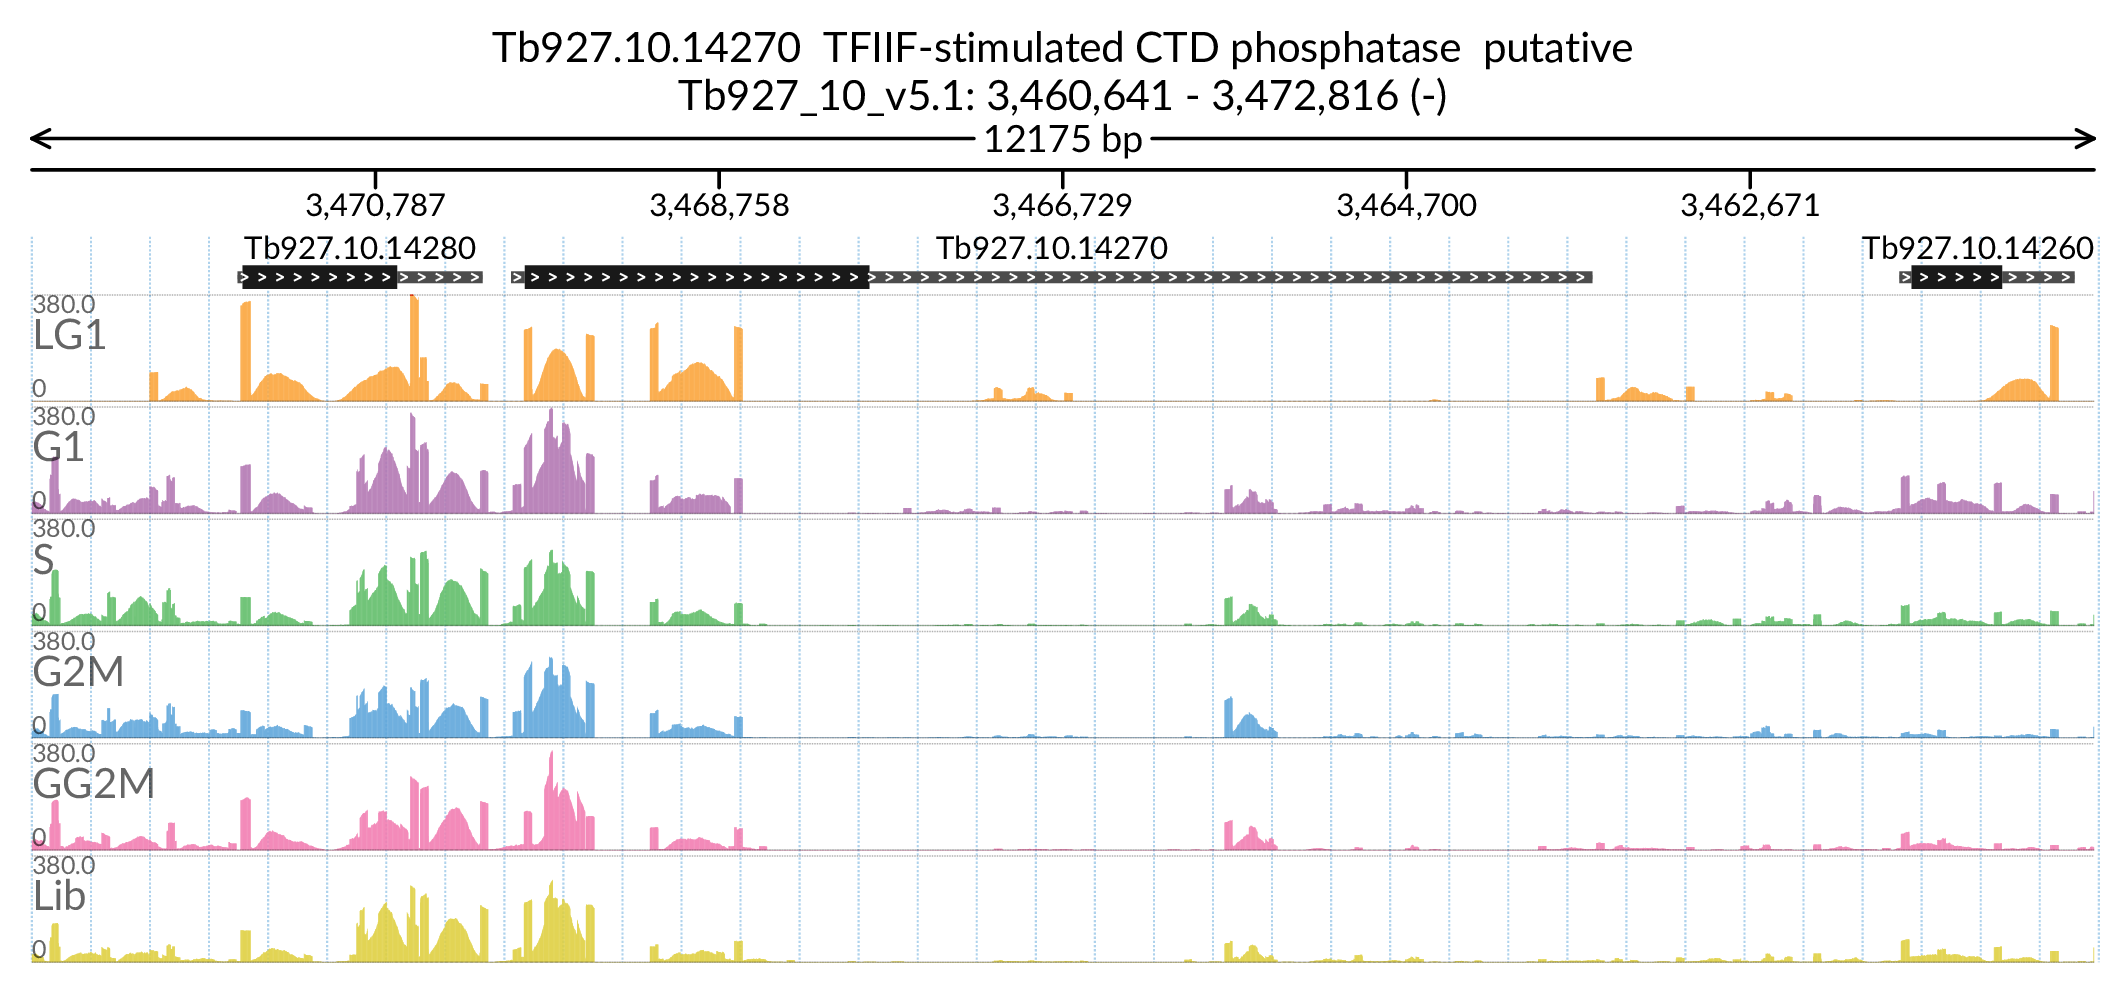 Tb927.10.14270 TFIIF-stimulated CTD phosphatase putative
Tb927_10_v5.1: 3,460,641 - 3,472,816 (-)
12175 bp
3,470,787 3,468,758 3,466,729 3,464,700 3,462,671
Tb927.10.14280 Tb927.10.14270 Tb927.10.14260
380.0
LG1
0
380.0
G1
0
380.0
S
0
380.0
G2M
0
380.0
GG2M
0
380.0
Lib
0